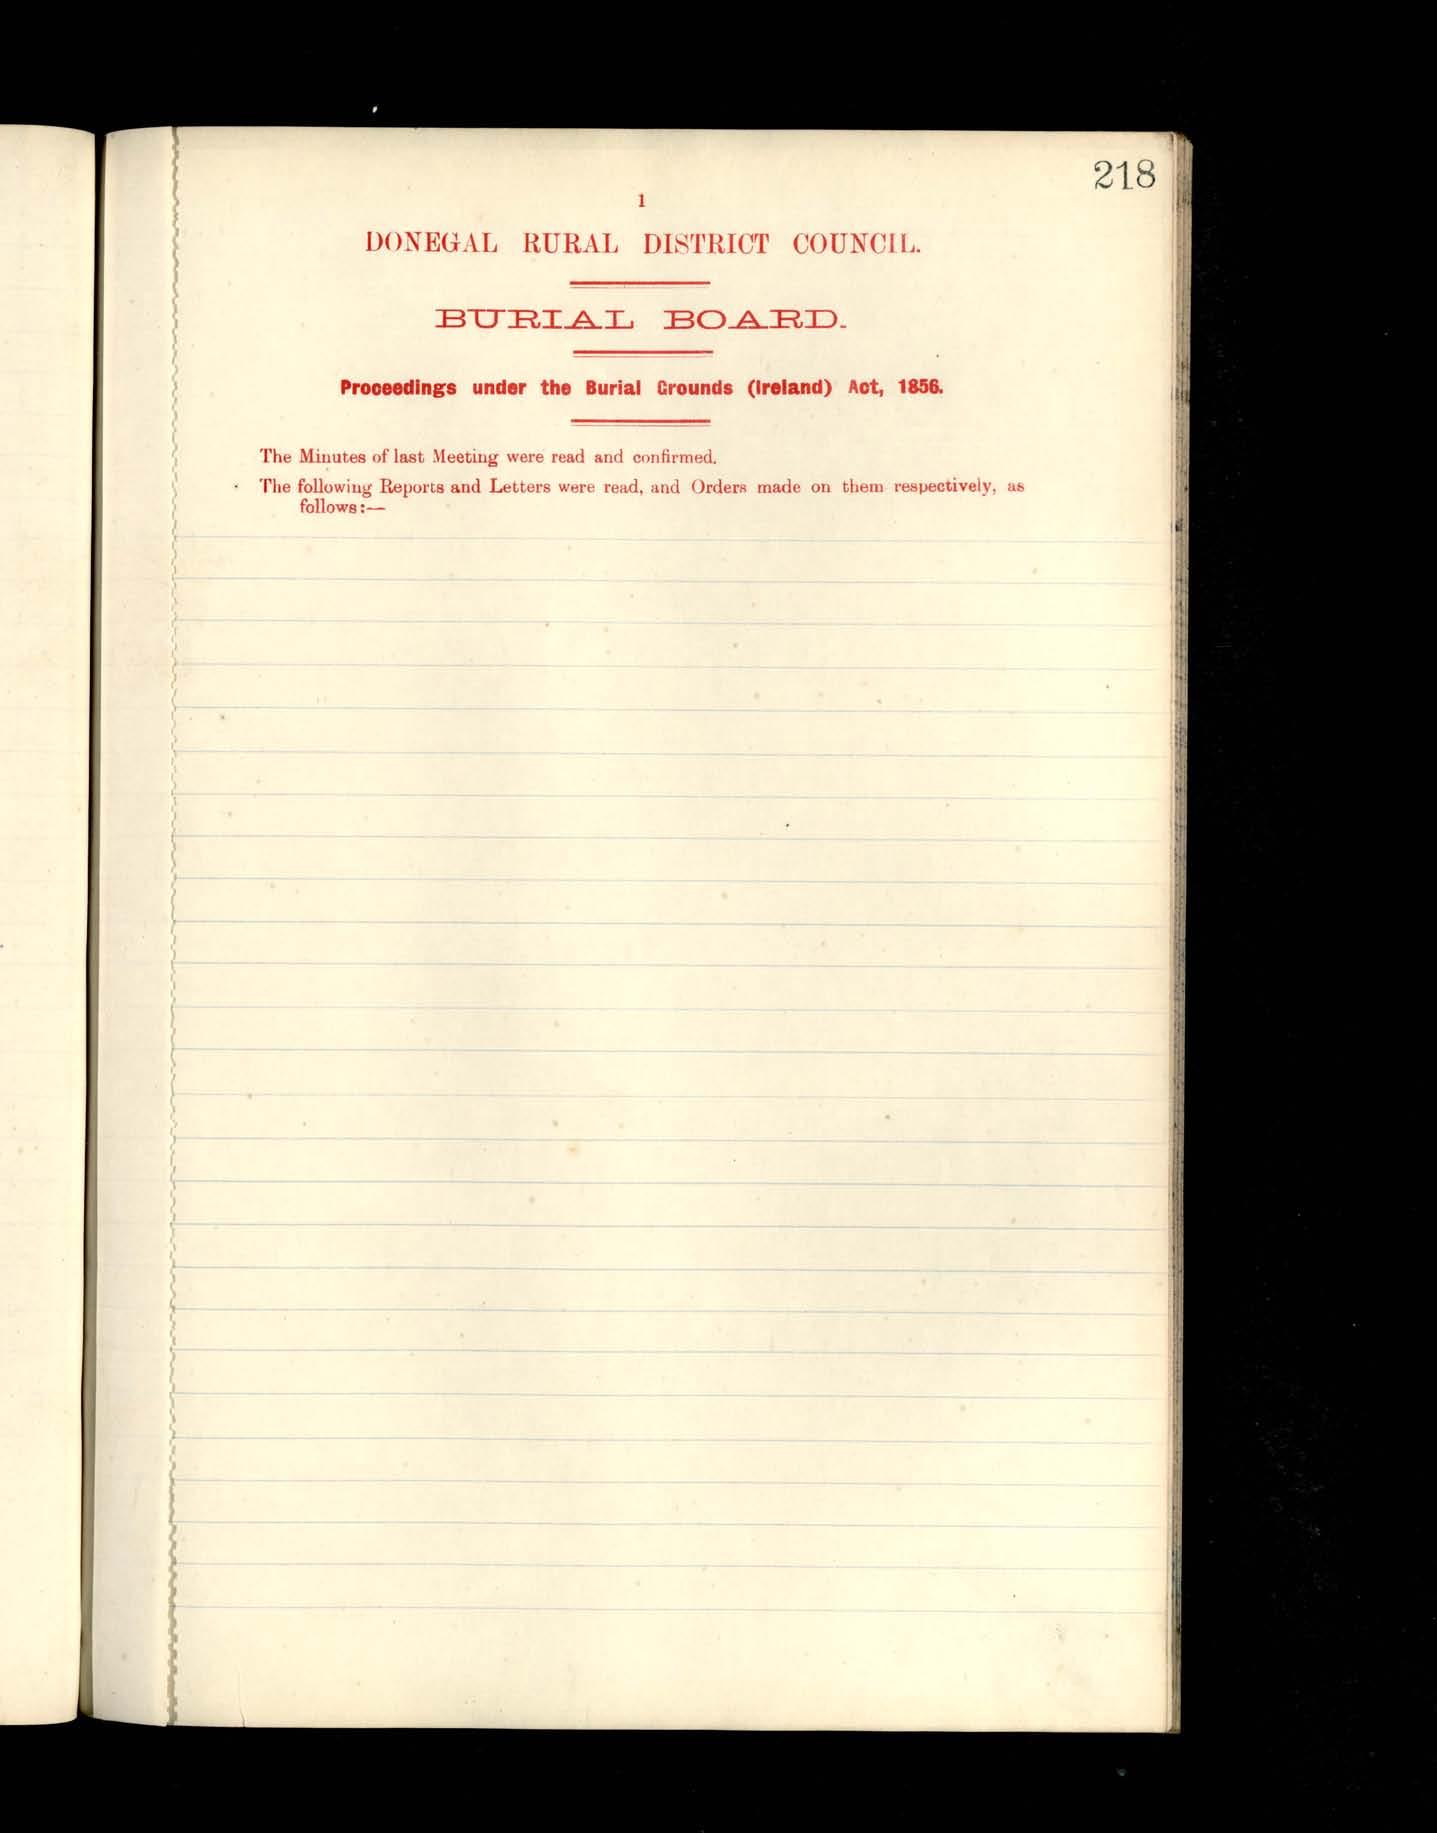 218
1
DONEGAL RURAL DISTRICT COUNCIL.
BURIAL BOARD.
Proceedings under the Burial Grounds (Ireland) Act, 1856.
The Minutes of last Meeting were read and confirmed.
The following Reports and Letters were read, and Orders made on them respectively, as
follows:—